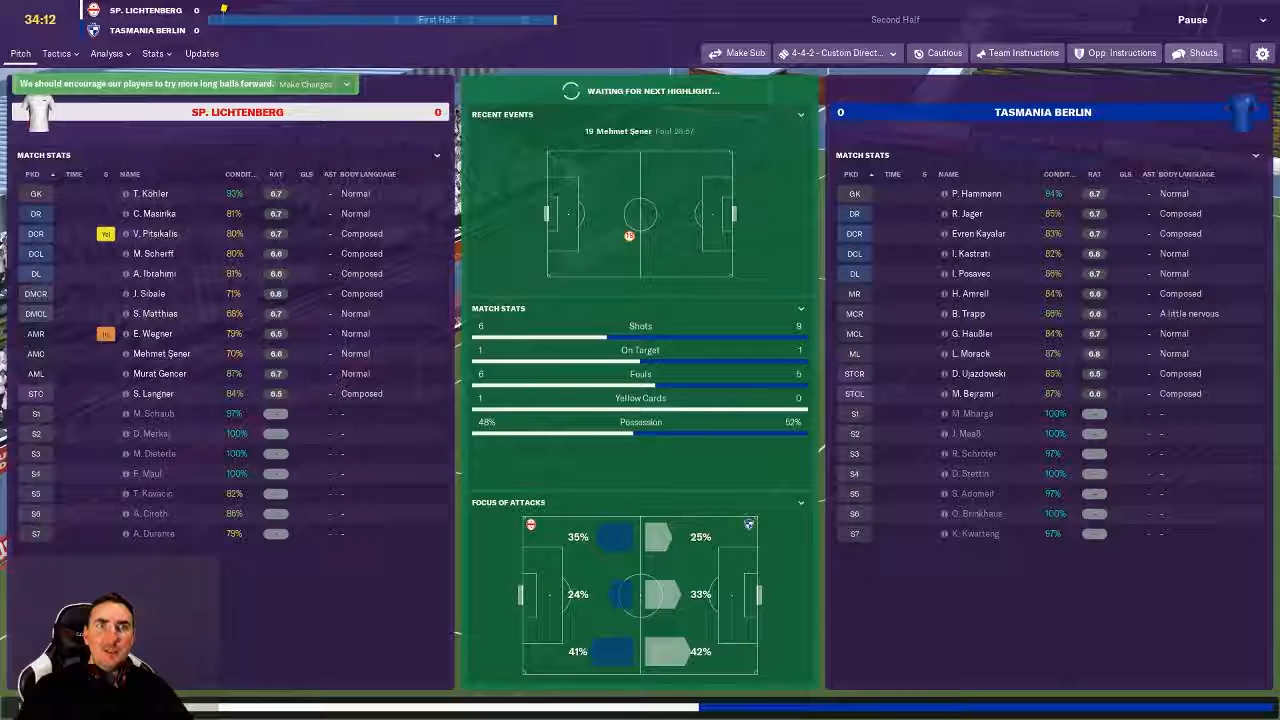 34:12
SP. LICHTENBERG 0
TASMANIA BERLIN 0
First Half
Second Half
Pause
Pitch Tactics Analysis Stats Updates
Make Sub 4-4-2 - Custom Direct... Cautious Team Instructions Opp. Instructions Shouts
We should encourage our players to try more long balls forward. Make Changes
SP. LICHTENBERG 0
MATCH STATS
PKD TIME S NAME CONDIT... RAT GLS AST BODY LANGUAGE
GK T. Köhler 93% 6.7 - Normal
DR C. Masirika 81% 6.7 - Normal
DCR Yel V. Pitsikalis 80% 6.7 - Composed
DCL M. Scherff 80% 6.6 - Composed
DL A. Ibrahimi 81% 6.6 - Composed
DMCR J. Sibale 71% 6.8 - Composed
DMCL S. Matthias 68% 6.7 - Normal
AMR Inj E. Wegner 79% 6.5 - Normal
AMC Mehmet Şener 70% 6.6 - Normal
AML Murat Gencer 87% 6.7 - Normal
STC S. Langner 84% 6.5 - Composed
S1 M. Schaub 97% - - -
S2 D. Merkaj 100% - - -
S3 M. Dieterle 100% - - -
S4 F. Maul 100% - - -
S5 T. Kovacin 82% - - -
S6 A. Ciroth 86% - - -
S7 A. Durante 79% - - -
WAITING FOR NEXT HIGHLIGHT...
RECENT EVENTS
19 Mehmet Şener Foul 28:57
MATCH STATS
6 Shots 9
1 On Target 1
6 Fouls 5
1 Yellow Cards 0
48% Possession 52%
FOCUS OF ATTACKS
35% 25%
24% 33%
41% 42%
0 TASMANIA BERLIN
MATCH STATS
PKD TIME S NAME CONDIT... RAT GLS AST BODY LANGUAGE
GK P. Hammann 94% 6.7 - Normal
DR R. Jager 85% 6.7 - Composed
DCR Evren Kayalar 83% 6.7 - Composed
DCL I. Kastrati 82% 6.8 - Normal
DL I. Posavec 86% 6.7 - Normal
MR H. Amrell 84% 6.6 - Composed
MCR B. Trapp 86% 6.6 - A little nervous
MCL G. Haußler 84% 6.7 - Normal
ML L. Morack 87% 6.8 - Normal
STCR D. Ujazdowski 85% 6.5 - Composed
STCL M. Bejrami 87% 6.6 - Composed
S1 M. Mbarga 100% - - -
S2 J. Maaß 100% - - -
S3 R. Schröter 97% - - -
S4 D. Stettin 100% - - -
S5 S. Adomeit 97% - - -
S6 O. Brinkhaus 100% - - -
S7 K. Kwarteng 97% - - -